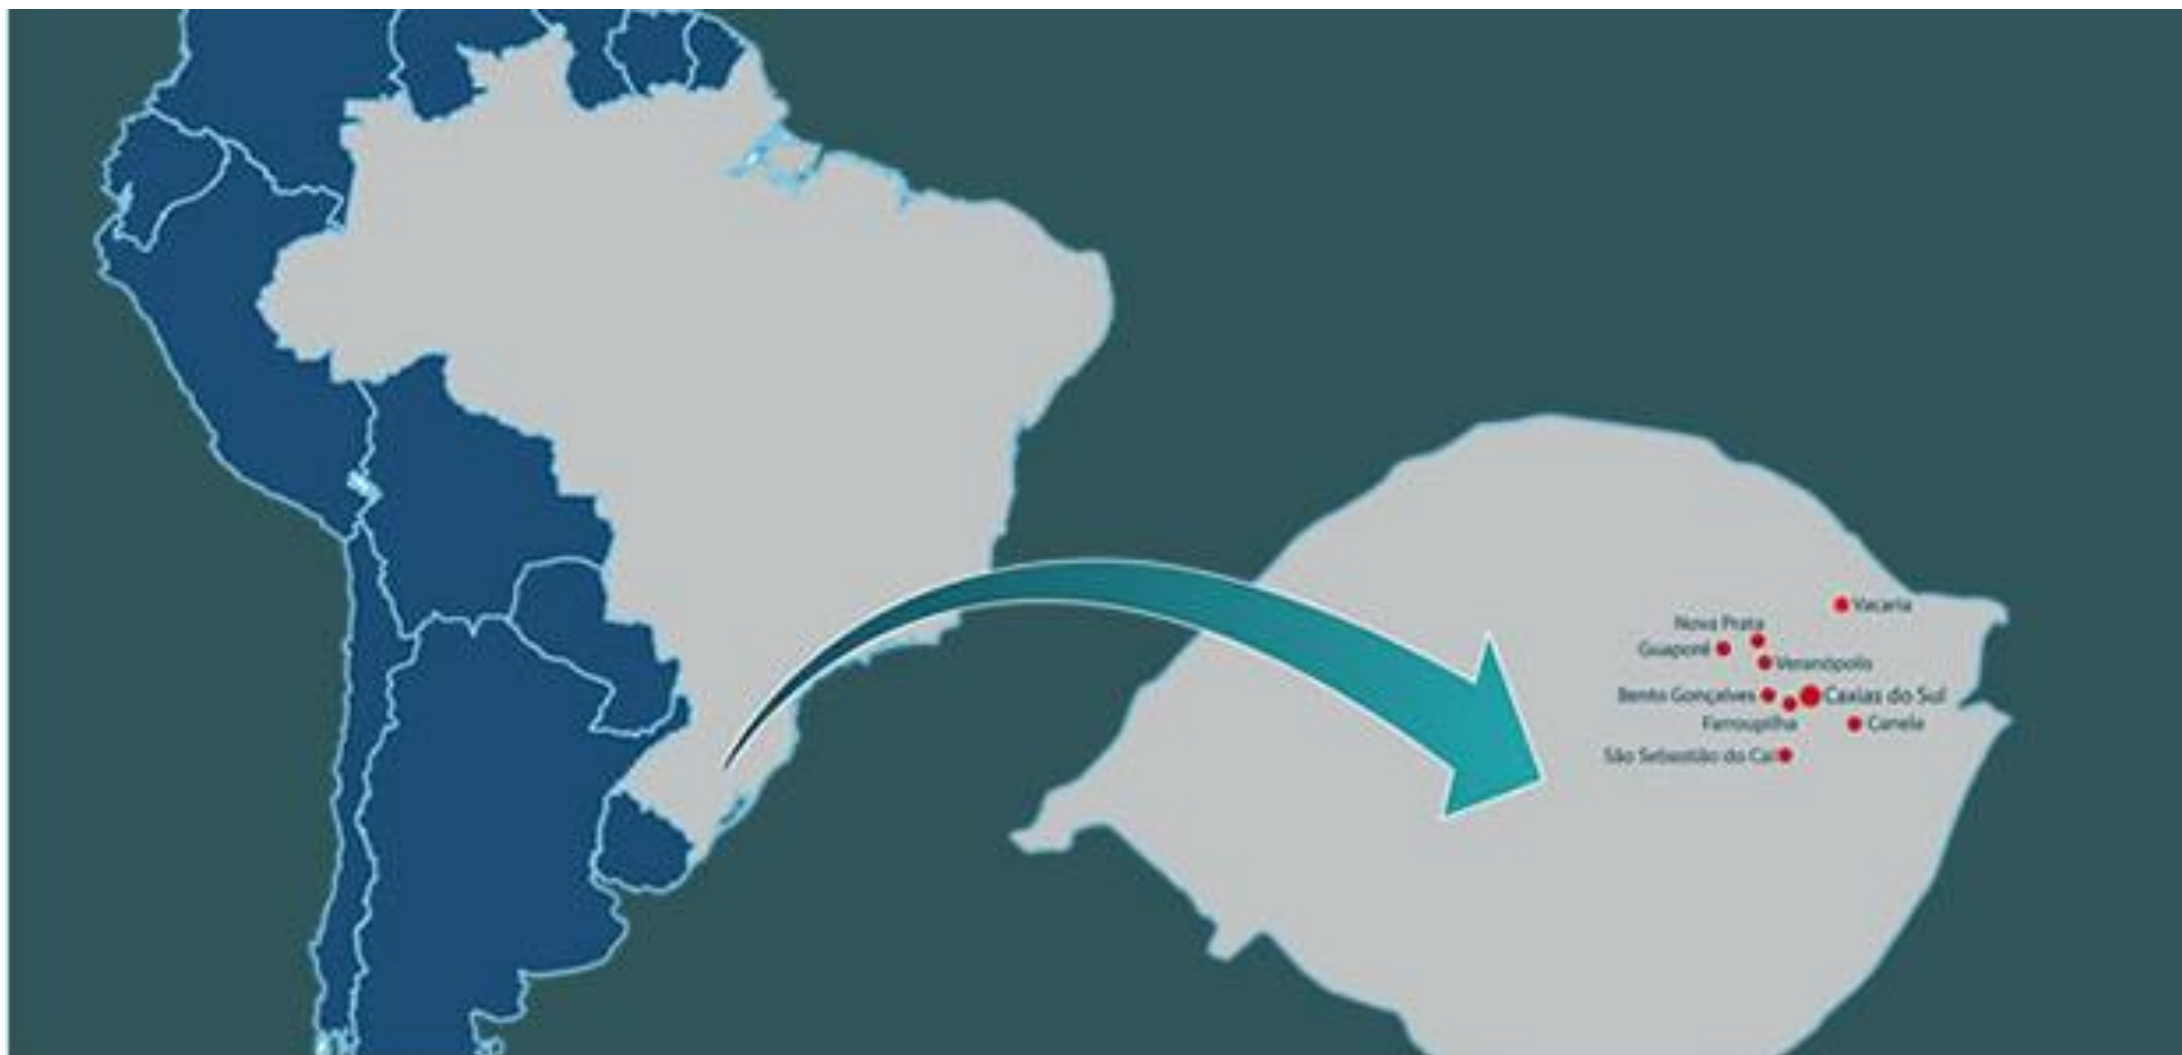 Vacaria
Nova Prata
Guaporé
Veranópolis
Bento Gonçalves
Caxias do Sul
Farroupilha
Canela
São Sebastião do Caí